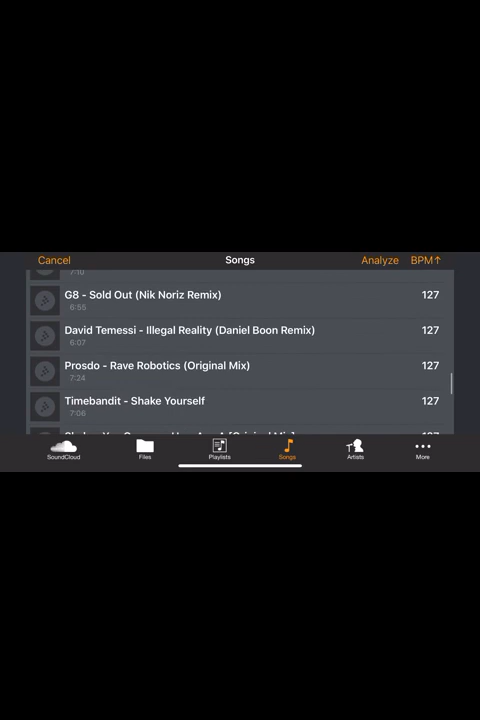 Cancel Songs Analyze BPM↑
7:10
G8 - Sold Out (Nik Noriz Remix) 127
6:55
David Temessi - Illegal Reality (Daniel Boon Remix) 127
6:07
Prosdo - Rave Robotics (Original Mix) 127
7:24
Timebandit - Shake Yourself 127
7:06
SoundCloud Files Playlists Songs Artists More